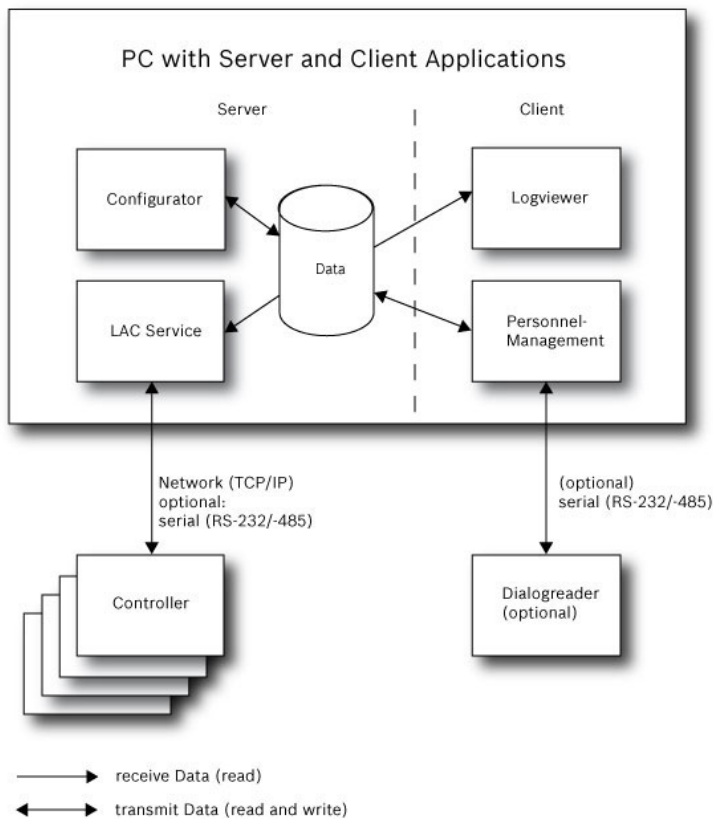 PC with Server and Client Applications
Server
Client
Configurator
Logviewer
Data
LAC Service
Personnel-
Management
Network (TCP/IP)
optional:
serial (RS-232/-485)
(optional)
serial (RS-232/-485)
Controller
Dialogreader
(optional)
receive Data (read)
transmit Data (read and write)